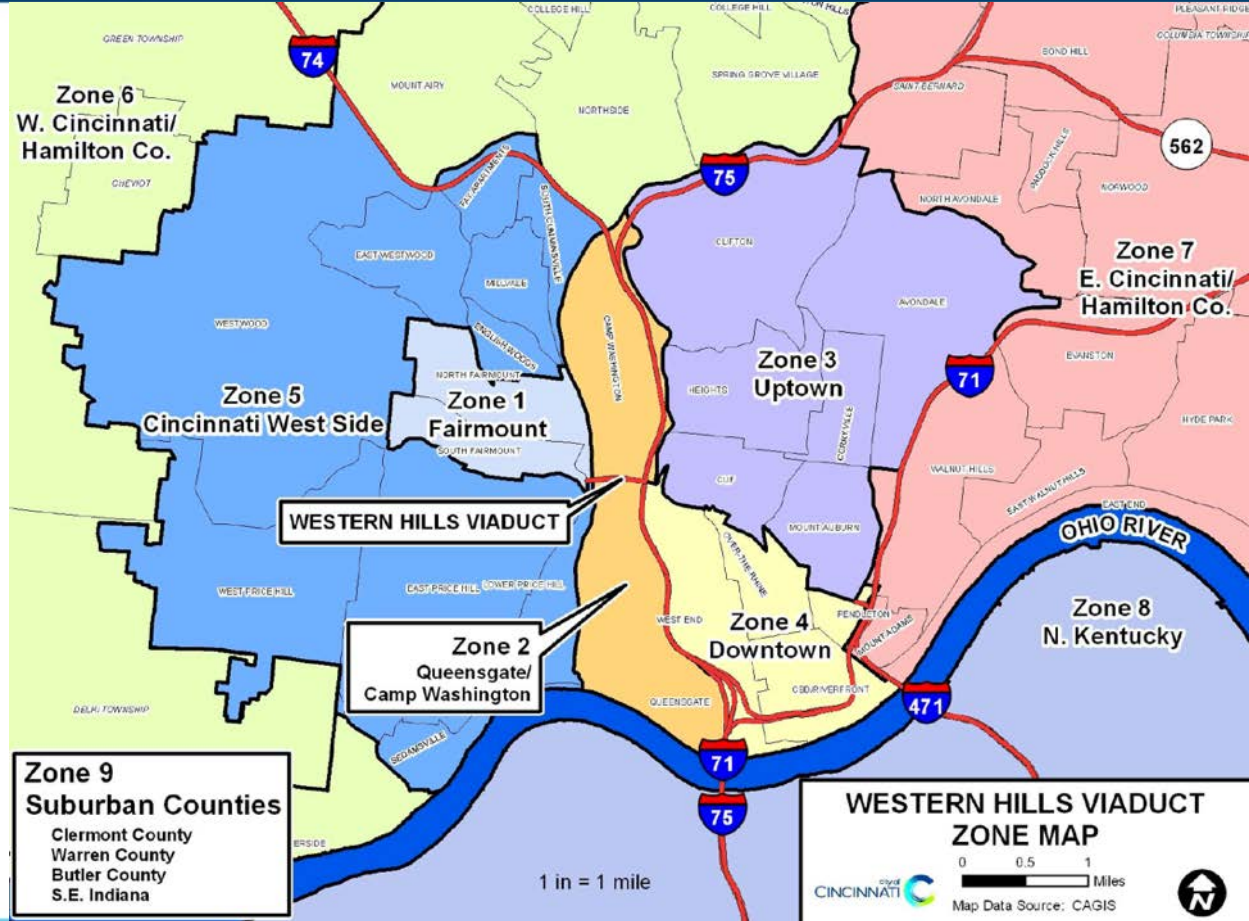 COLLEGE HILL
COLLEGE HILL
PLEASANT RIDGE
COLUMBIA TOWNSHIP
GREEN TOWNSHIP
74
BOND HILL
MOUNT AIRY
SPRING GROVE VILLAGE
SAINT BERNARD
Zone 6
W. Cincinnati/
Hamilton Co.
NORTHSIDE
562
75
PADDOCK HILLS
CHEVIOT
FAY APARTMENTS
SOUTH CUMMINSVILLE
NORTH AVONDALE
NORWOOD
CLIFTON
EAST WESTWOOD
Zone 7
E. Cincinnati/
Hamilton Co.
MILLVALE
AVONDALE
WESTWOOD
CAMP WASHINGTON
ENGLISH WOODS
EVANSTON
Zone 3
Uptown
71
NORTH FAIRMOUNT
HEIGHTS
Zone 5
Cincinnati West Side
Zone 1
Fairmount
HYDE PARK
CORRYVILLE
SOUTH FAIRMOUNT
WALNUT HILLS
CUF
EAST WALNUT HILLS
WESTERN HILLS VIADUCT
MOUNT AUBURN
EAST END
OHIO RIVER
OVER-THE-RHINE
WEST PRICE HILL
EAST PRICE HILL
LOWER PRICE HILL
Zone 8
N. Kentucky
WEST END
PENDLETON
Zone 4
Downtown
MOUNT ADAMS
Zone 2
Queensgate/
Camp Washington
CBD/RIVERFRONT
QUEENSGATE
471
DELHI TOWNSHIP
SEDAMSVILLE
71
75
Zone 9
Suburban Counties
Clermont County
Warren County
Butler County
S.E. Indiana
ERSIDE
1 in = 1 mile
WESTERN HILLS VIADUCT
ZONE MAP
0 0.5 1
Miles
city of
CINCINNATI
Map Data Source: CAGIS
N